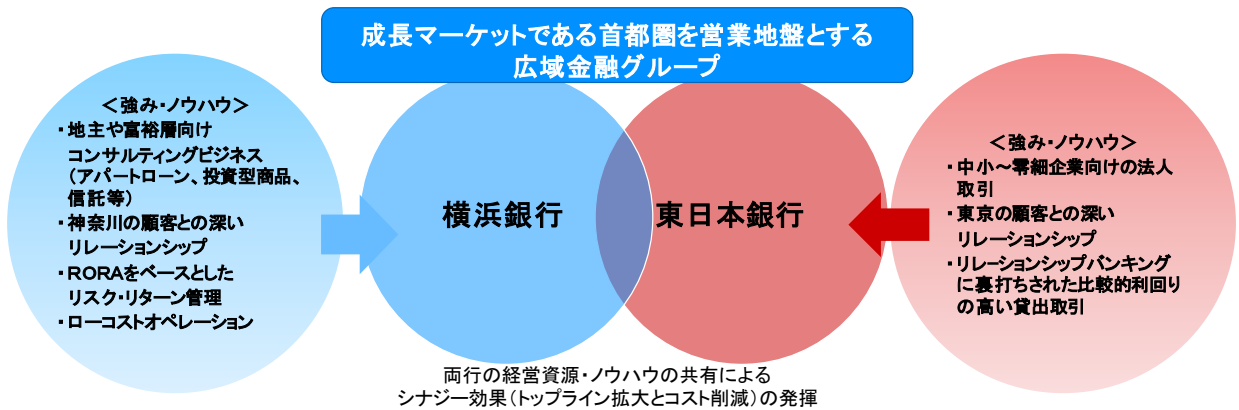 成長マーケットである首都圏を営業地盤とする
広域金融グループ
＜強み・ノウハウ＞
・地主や富裕層向け
コンサルティングビジネス
（アパートローン、投資型商品、
信託等）
・神奈川の顧客との深い
リレーションシップ
・RORAをベースとした
リスク・リターン管理
・ローコストオペレーション
横浜銀行
東日本銀行
＜強み・ノウハウ＞
・中小～零細企業向けの法人
取引
・東京の顧客との深い
リレーションシップ
・リレーションシップバンキング
に裏打ちされた比較的利回り
の高い貸出取引
両行の経営資源・ノウハウの共有による
シナジー効果（トップライン拡大とコスト削減）の発揮